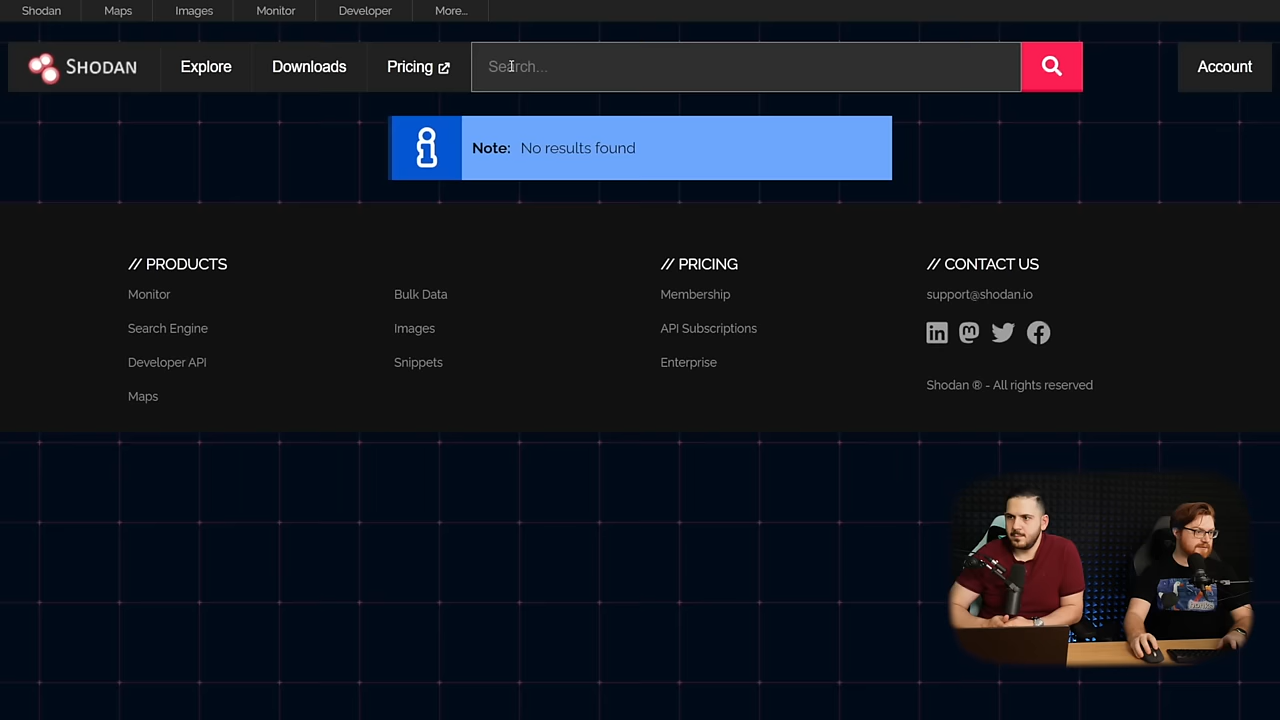 Shodan Maps Images Monitor Developer More...
SHODAN Explore Downloads Pricing Search... Account
Note: No results found
// PRODUCTS
Monitor
Search Engine
Developer API
Maps
Bulk Data
Images
Snippets
// PRICING
Membership
API Subscriptions
Enterprise
// CONTACT US
support@shodan.io
Shodan ® - All rights reserved